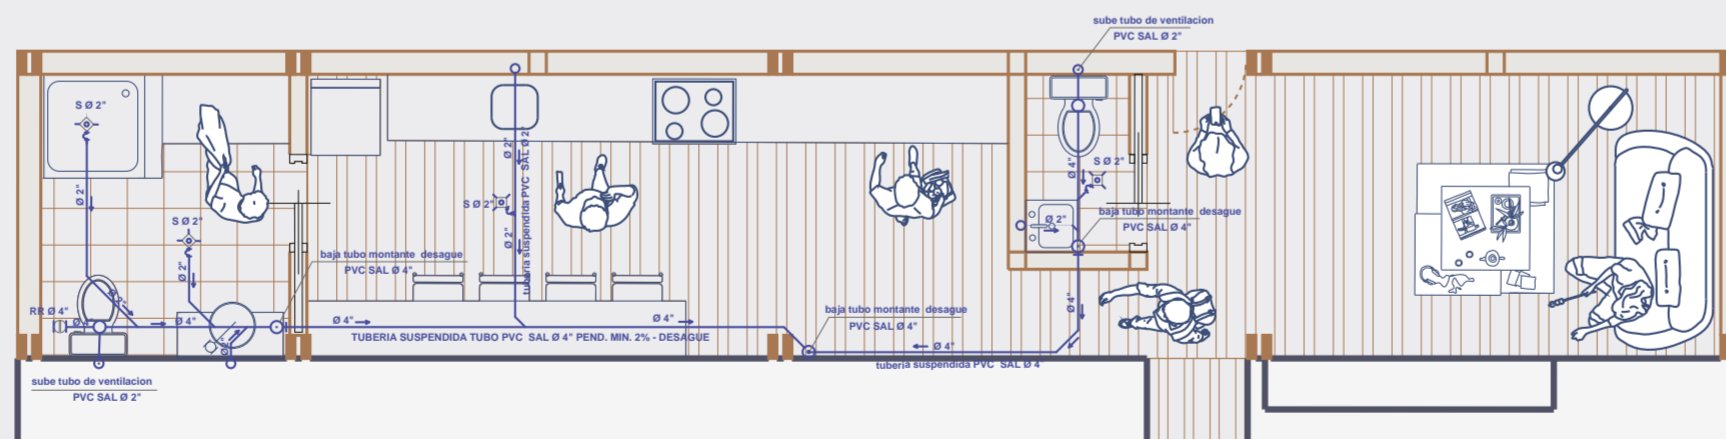 sube tubo de ventilacion
PVC SAL Ø 2"
S Ø 2"
Ø 2"
S Ø 2"
Ø 2"
Ø 2"
RR Ø 4"
Ø 4"
Ø 4"
Ø 2"
sube tubo de ventilacion
PVC SAL Ø 2"
baja tubo montante desague
PVC SAL Ø 4"
Ø 4"
Ø 2"
S Ø 2"
Ø 2"
tuberia suspendida PVC SAL Ø 2"
Ø 4"
TUBERIA SUSPENDIDA TUBO PVC SAL Ø 4" PEND. MIN. 2% - DESAGUE
baja tubo montante desague
PVC SAL Ø 4"
Ø 4"
tuberia suspendida PVC SAL Ø 4"
Ø 4"
S Ø 2"
Ø 2"
baja tubo montante desague
PVC SAL Ø 4"
Ø 4"